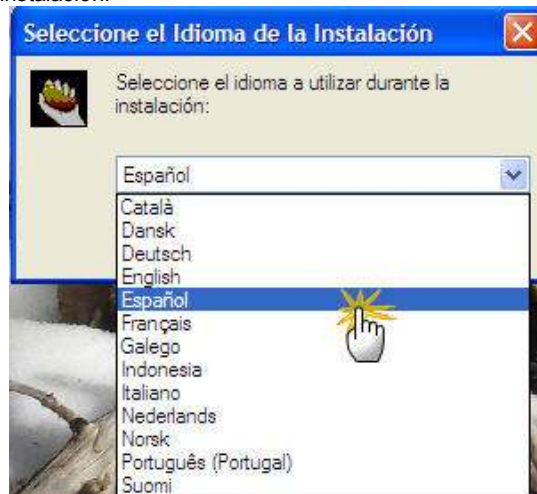 instalación.
Seleccione el Idioma de la Instalación
Seleccione el idioma a utilizar durante la
instalación:
Español
Català
Dansk
Deutsch
English
Español
Français
Galego
Indonesia
Italiano
Nederlands
Norsk
Português (Portugal)
Suomi